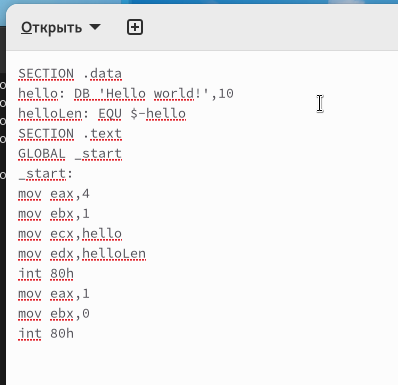 Открыть
SECTION .data
hello: DB 'Hello world!',10
helloLen: EQU $-hello
SECTION .text
GLOBAL _start
_start:
mov eax,4
mov ebx,1
mov ecx,hello
mov edx,helloLen
int 80h
mov eax,1
mov ebx,0
int 80h